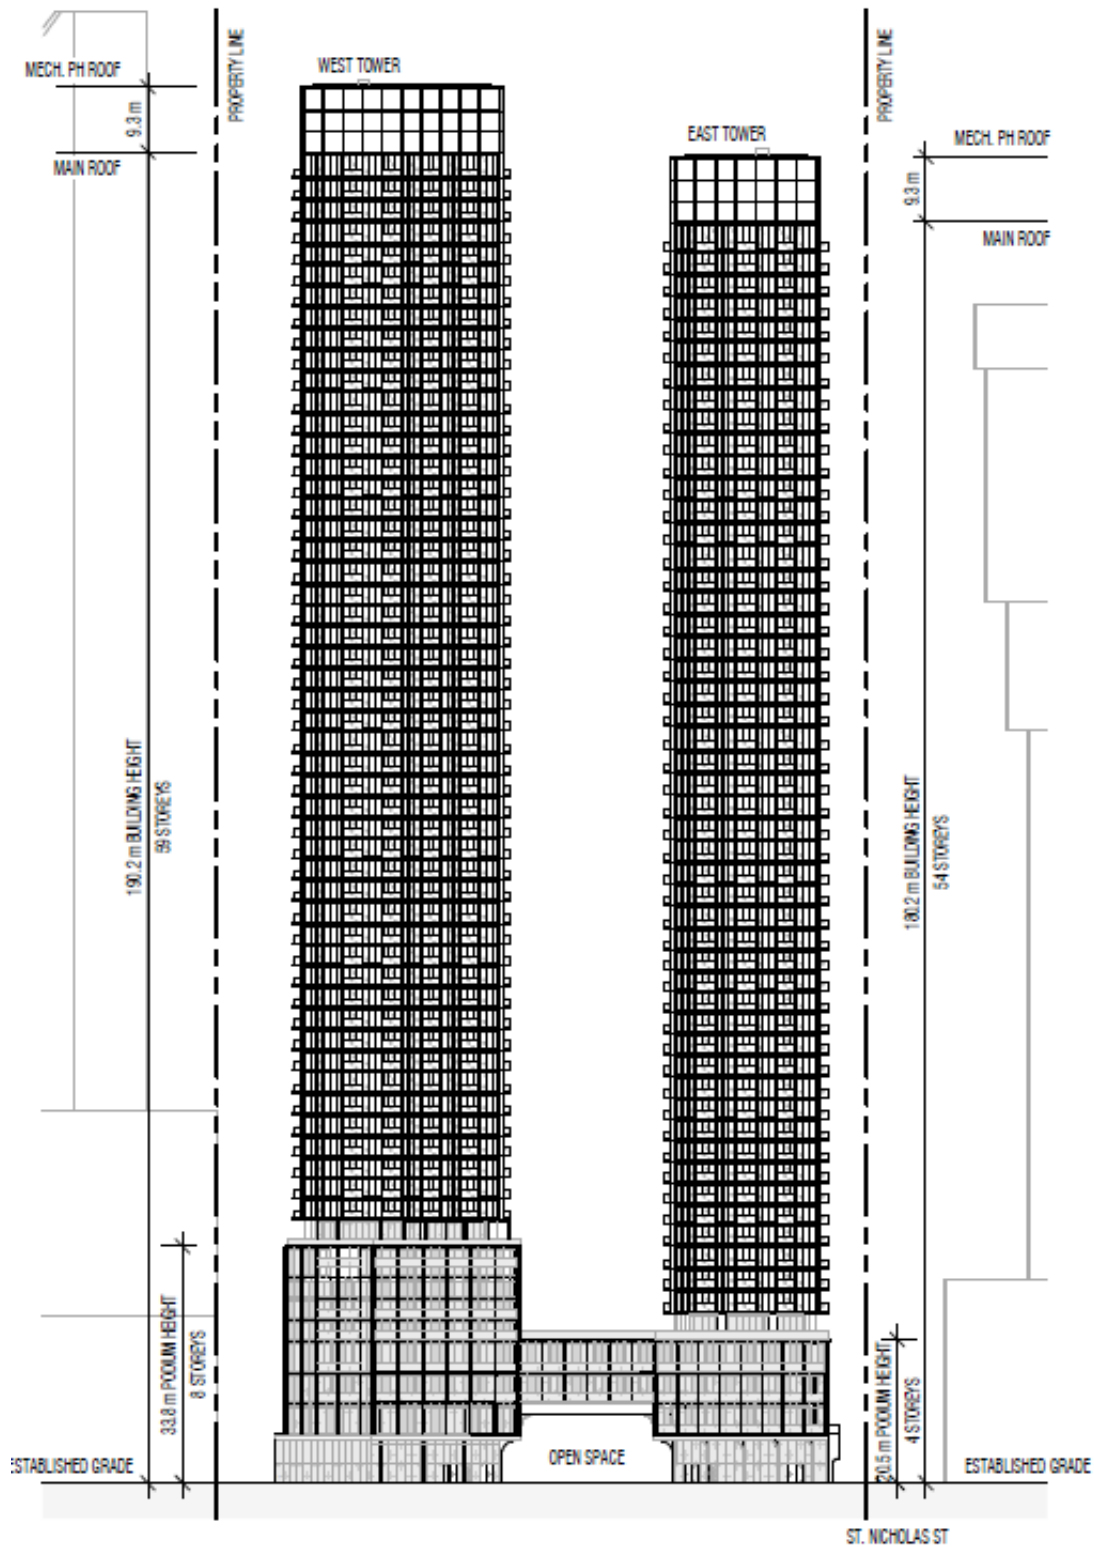 WEST TOWER
MECH. PH ROOF
9.3 m
MAIN ROOF
PROPERTY LINE
190.2 m BUILDING HEIGHT
59 STOREYS
33.8 m PODIUM HEIGHT
8 STOREYS
ESTABLISHED GRADE
EAST TOWER
PROPERTY LINE
MECH. PH ROOF
9.3 m
MAIN ROOF
180.2 m BUILDING HEIGHT
54 STOREYS
20.5 m PODIUM HEIGHT
4 STOREYS
OPEN SPACE
ESTABLISHED GRADE
ST. NICHOLAS ST